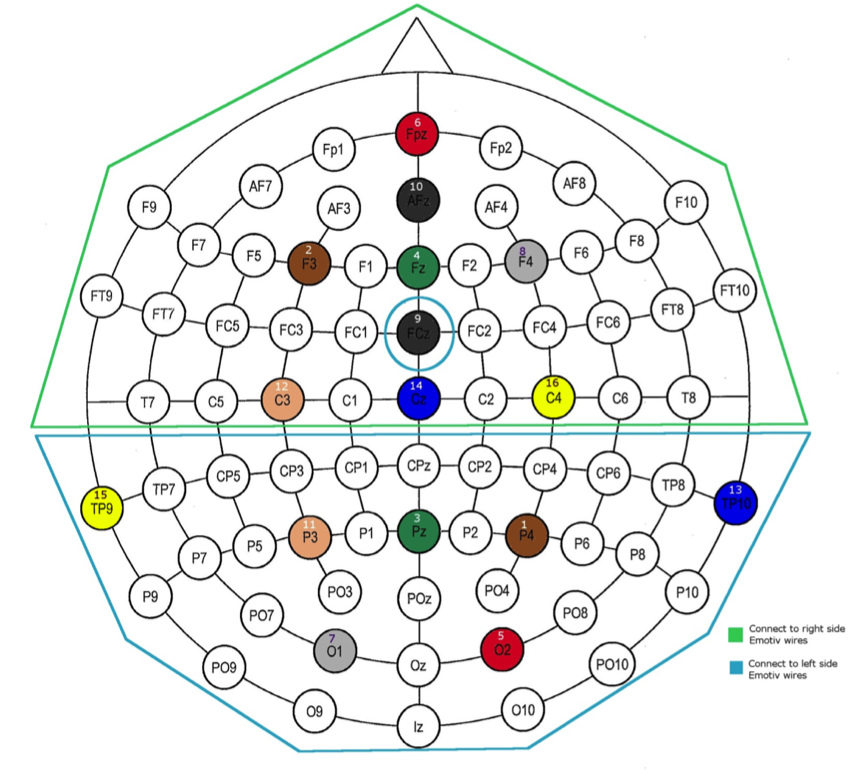 6
Fpz
Fp1
Fp2
10
AFz
AF7
AF8
AF3
AF4
F9
F10
F7
F5
2
F3
F1
4
Fz
F2
8
F4
F6
F8
FT9
FT10
FT7
FC5
FC3
FC1
9
FCz
FC2
FC4
FC6
FT8
T7
C5
12
C3
C1
14
Cz
C2
16
C4
C6
T8
15
TP9
TP7
CP5
CP3
CP1
CPz
CP2
CP4
CP6
TP8
13
TP10
P7
P5
11
P3
P1
3
Pz
P2
1
P4
P6
P8
P9
PO7
PO3
POz
PO4
PO8
P10
PO9
7
O1
Oz
5
O2
PO10
O9
Iz
O10
Connect to right side
Emotiv wires
Connect to left side
Emotiv wires